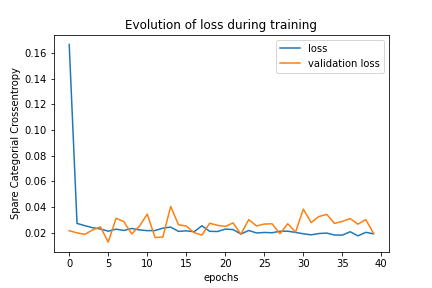 Evolution of loss during training
loss
validation loss
Spare Categorial Crossentropy
0.16
0.14
0.12
0.10
0.08
0.06
0.04
0.02
0 5 10 15 20 25 30 35 40
epochs